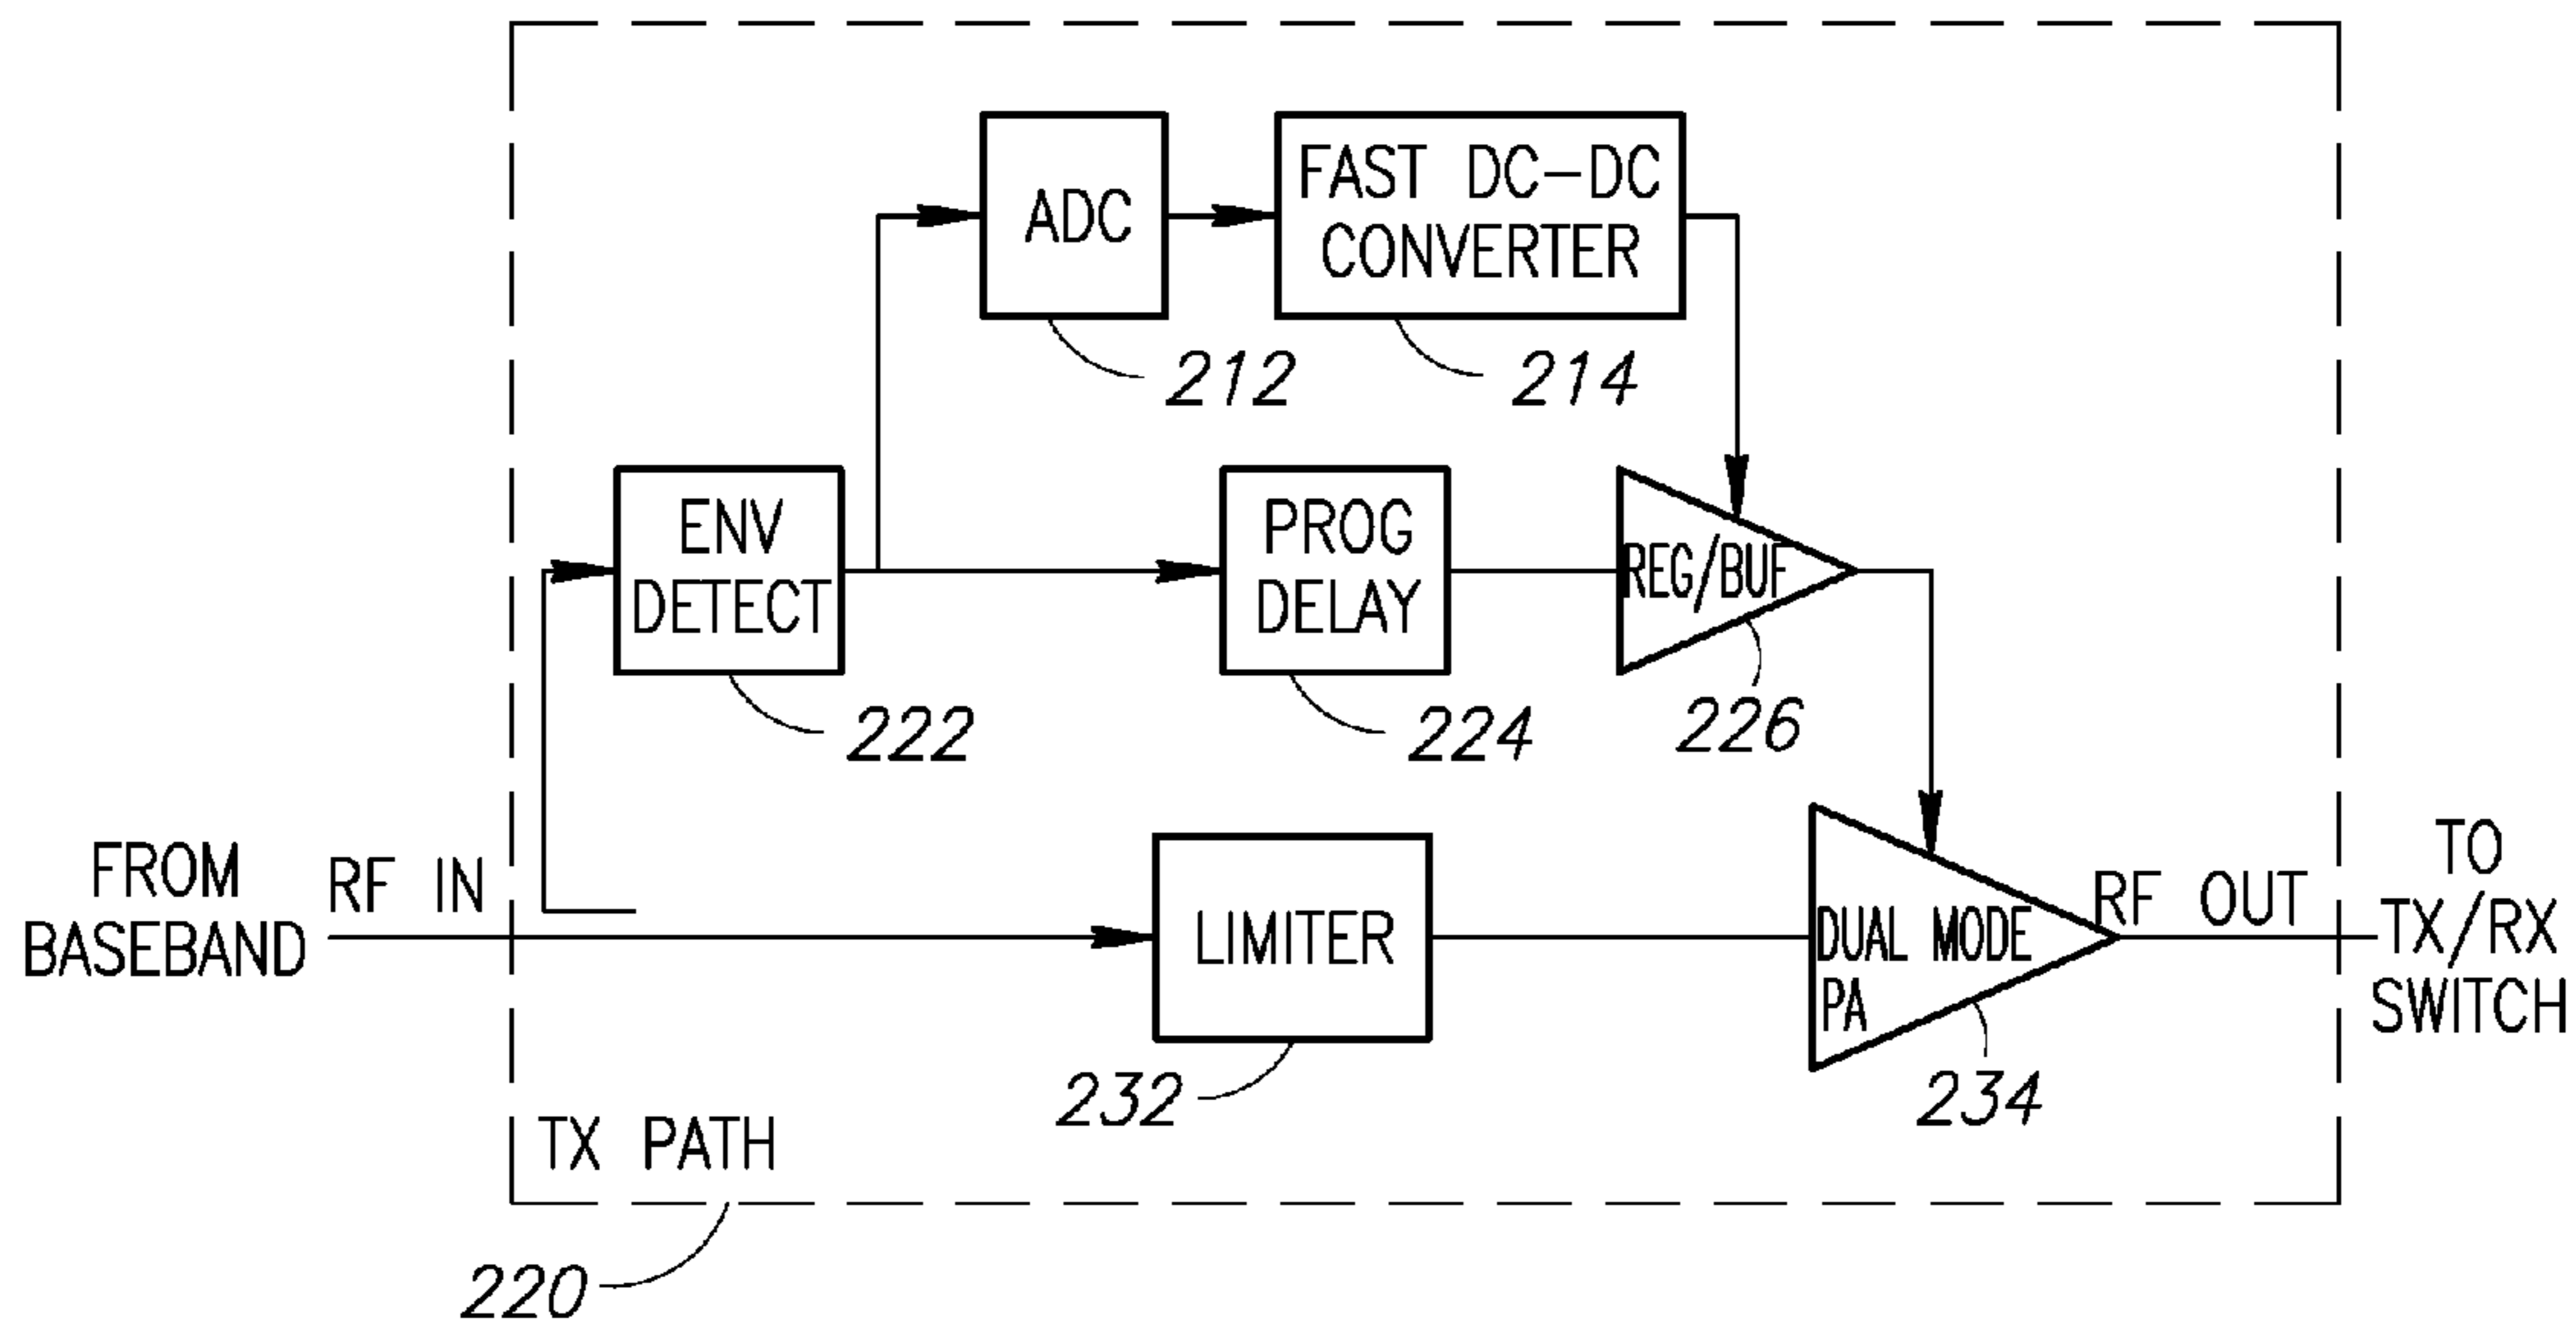 ADC
FAST DC-DC
CONVERTER
212
214
ENV
DETECT
PROG
DELAY
REG/BUF
222
224
226
FROM
BASEBAND
RF IN
LIMITER
DUAL MODE
PA
RF OUT
TO
TX/RX
SWITCH
232
234
TX PATH
220